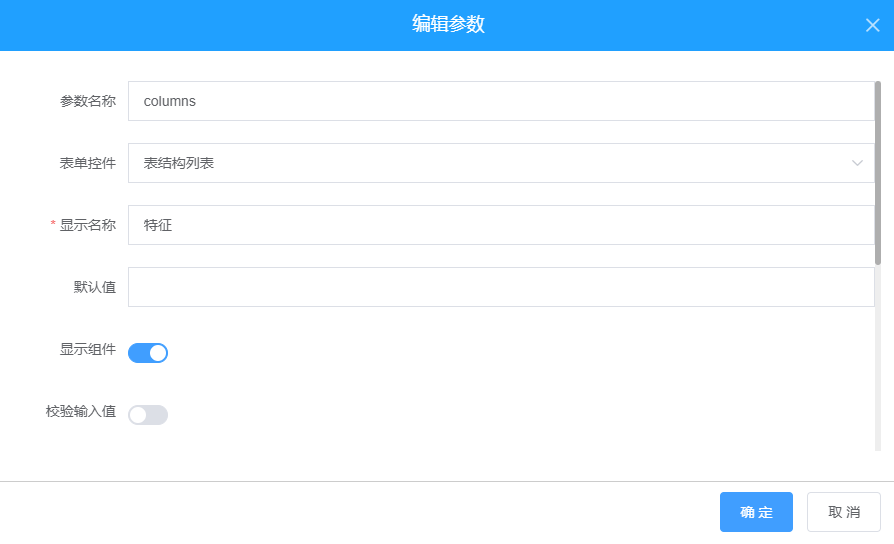 编辑参数
参数名称 columns
表单控件 表结构列表
* 显示名称 特征
默认值
显示组件
校验输入值
确 定 取 消